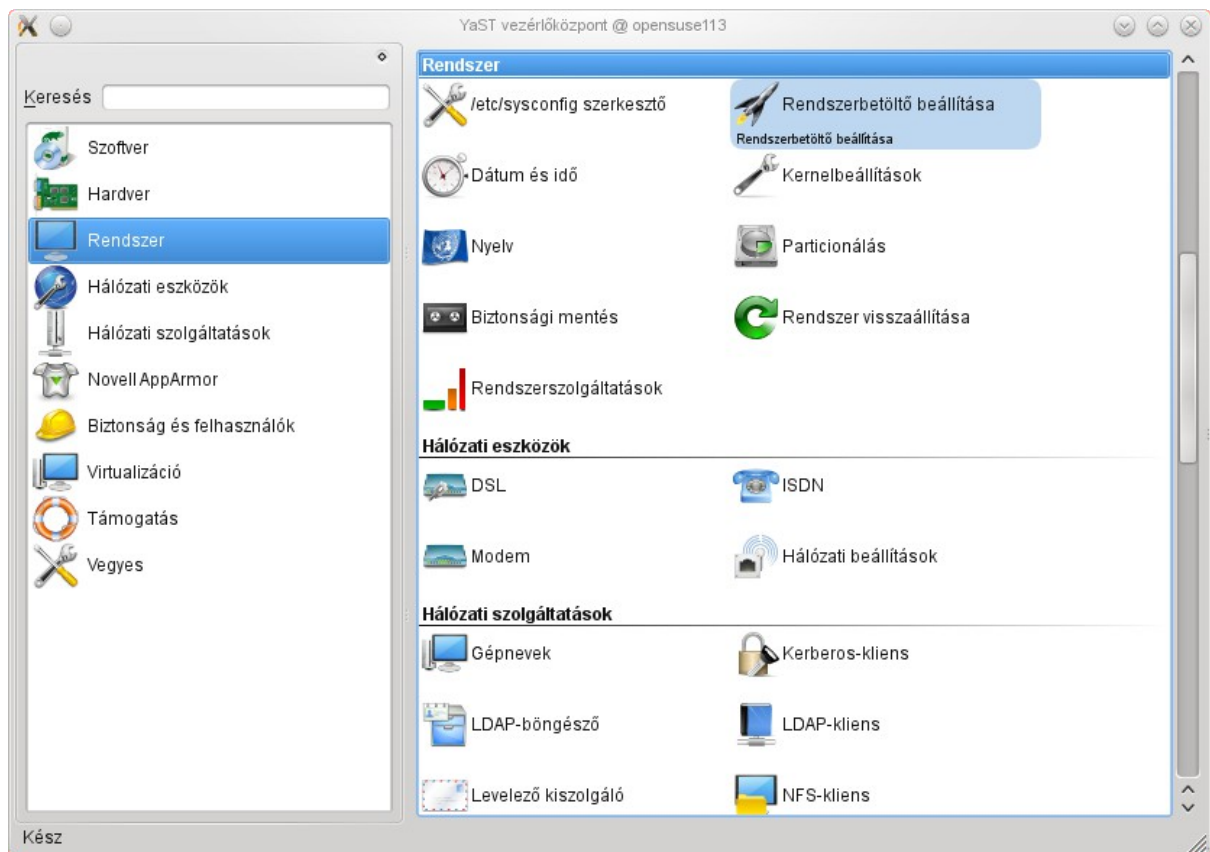 YaST vezérlőközpont @ opensuse113
Keresés
Szoftver
Hardver
Rendszer
Hálózati eszközök
Hálózati szolgáltatások
Novell AppArmor
Biztonság és felhasználók
Virtualizáció
Támogatás
Vegyes
Rendszer
/etc/sysconfig szerkesztő
Rendszerbetöltő beállítása
Rendszerbetöltő beállítása
Dátum és idő
Kernelbeállítások
Nyelv
Particionálás
Biztonsági mentés
Rendszer visszaállítása
Rendszerszolgáltatások
Hálózati eszközök
DSL
ISDN
Modem
Hálózati beállítások
Hálózati szolgáltatások
Gépnevek
Kerberos-kliens
LDAP-böngésző
LDAP-kliens
Levelező kiszolgáló
NFS-kliens
Kész